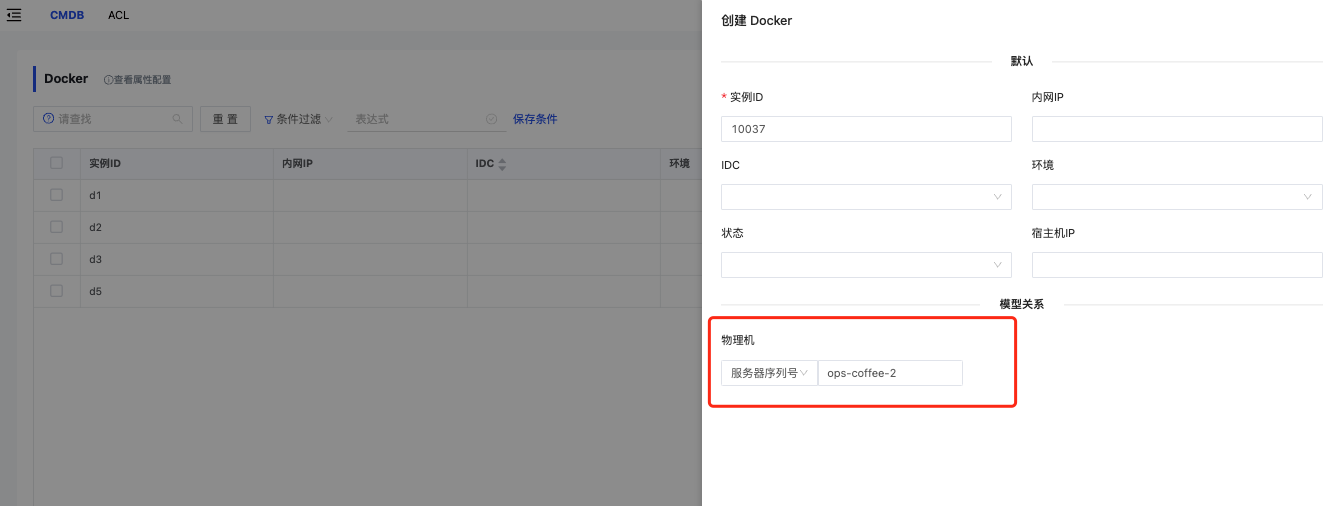 CMDB ACL
Docker 查看属性配置
请查找 重 置 条件过滤 表达式 保存条件
实例ID 内网IP IDC 环境
d1
d2
d3
d5
创建 Docker
默认
* 实例ID 内网IP
10037
IDC 环境
状态 宿主机IP
模型关系
物理机
服务器序列号 ops-coffee-2